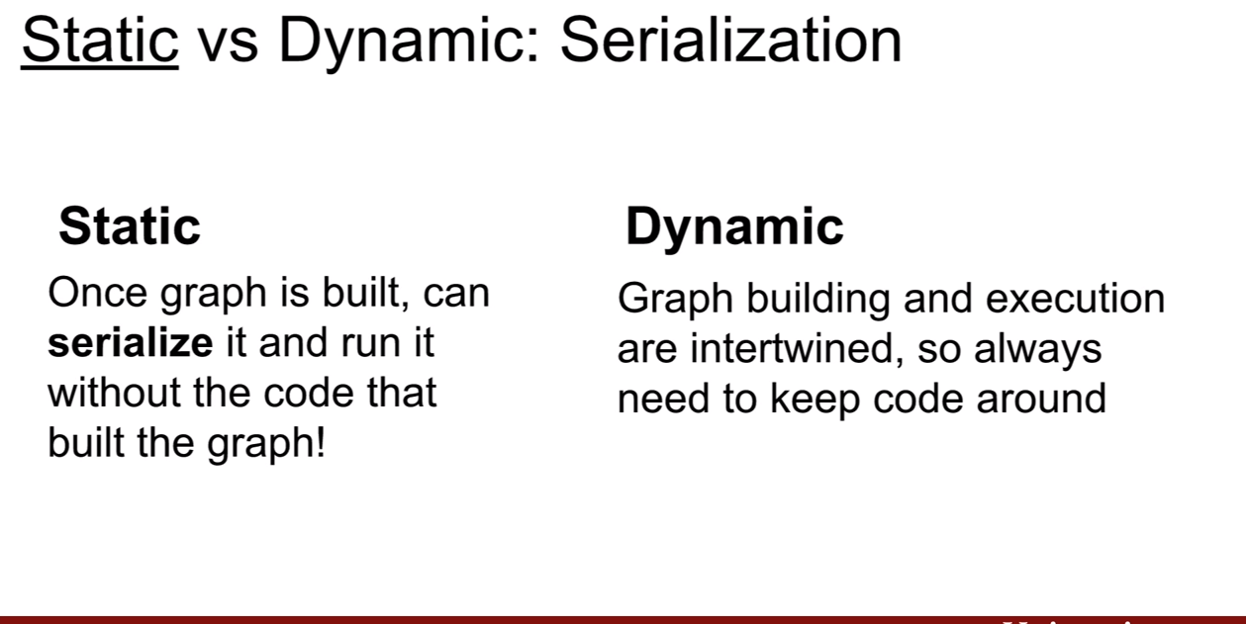 Static vs Dynamic: Serialization
Static
Once graph is built, can
serialize it and run it
without the code that
built the graph!
Dynamic
Graph building and execution
are intertwined, so always
need to keep code around